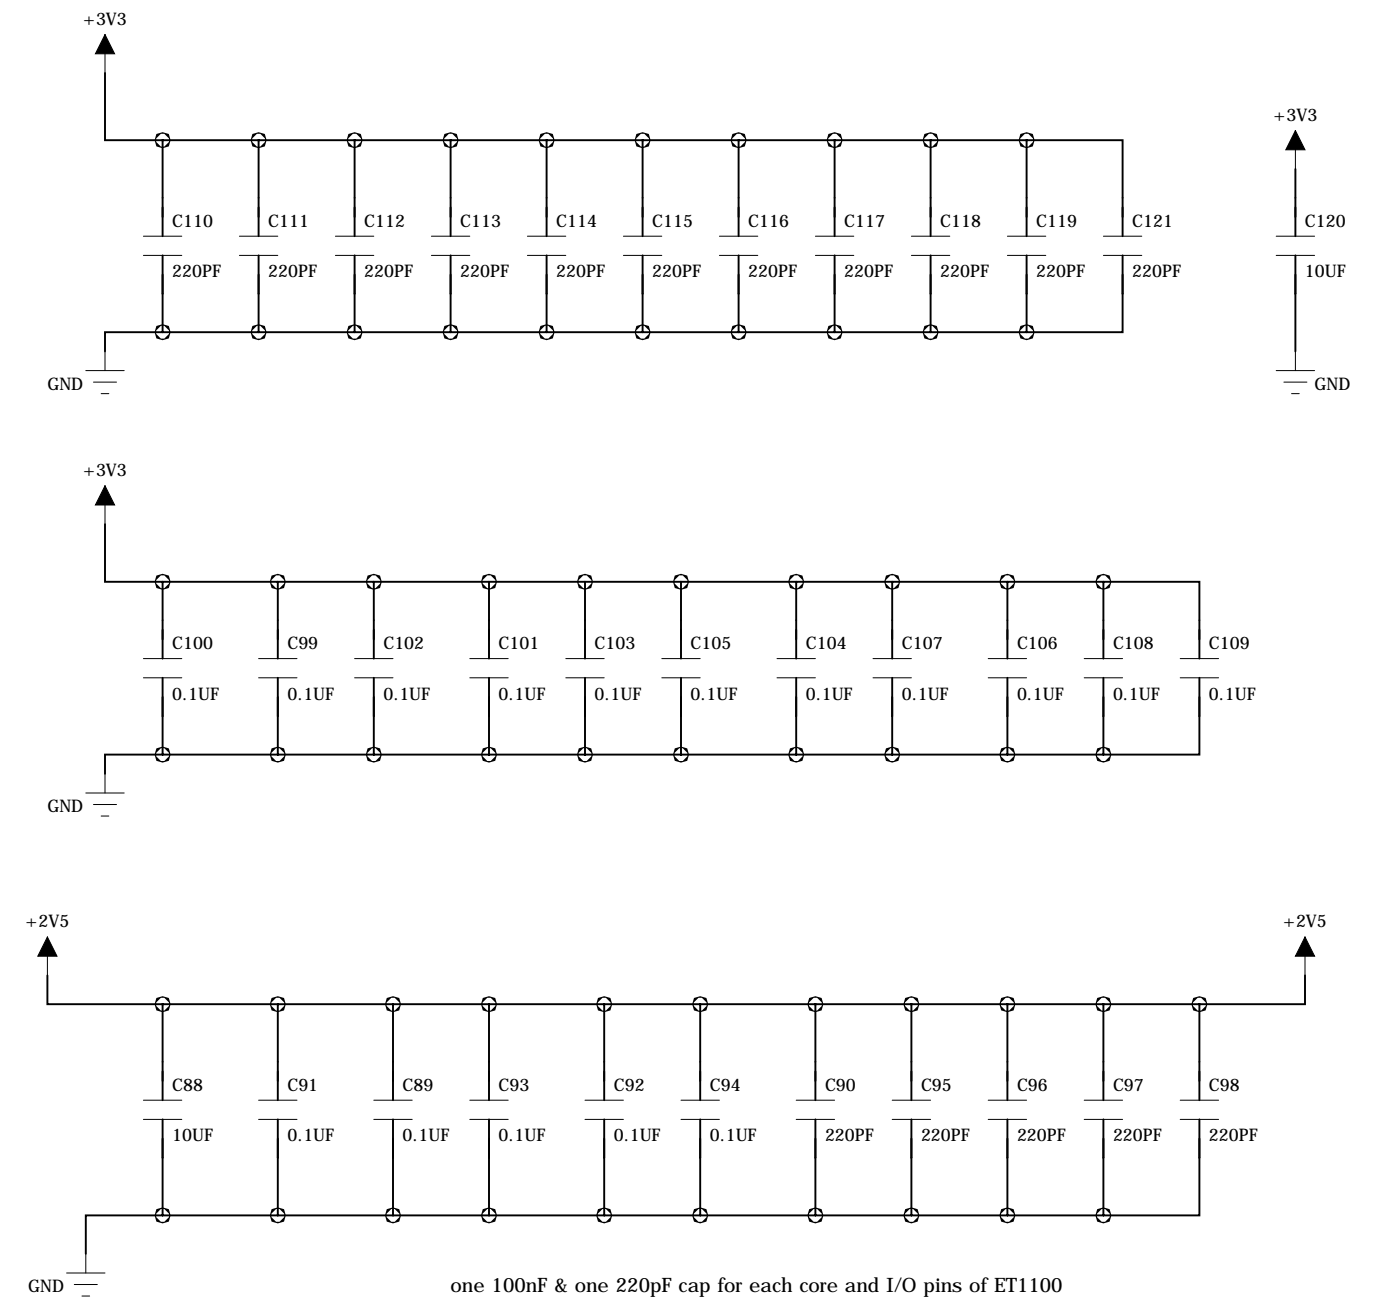 +3V3
+3V3
C110 C111 C112 C113 C114 C115 C116 C117 C118 C119 C121 C120
220PF 220PF 220PF 220PF 220PF 220PF 220PF 220PF 220PF 220PF 220PF 10UF
GND GND
+3V3
C100 C99 C102 C101 C103 C105 C104 C107 C106 C108 C109
0.1UF 0.1UF 0.1UF 0.1UF 0.1UF 0.1UF 0.1UF 0.1UF 0.1UF 0.1UF 0.1UF
GND
+2V5 +2V5
C88 C91 C89 C93 C92 C94 C90 C95 C96 C97 C98
10UF 0.1UF 0.1UF 0.1UF 0.1UF 0.1UF 220PF 220PF 220PF 220PF 220PF
GND
one 100nF & one 220pF cap for each core and I/O pins of ET1100